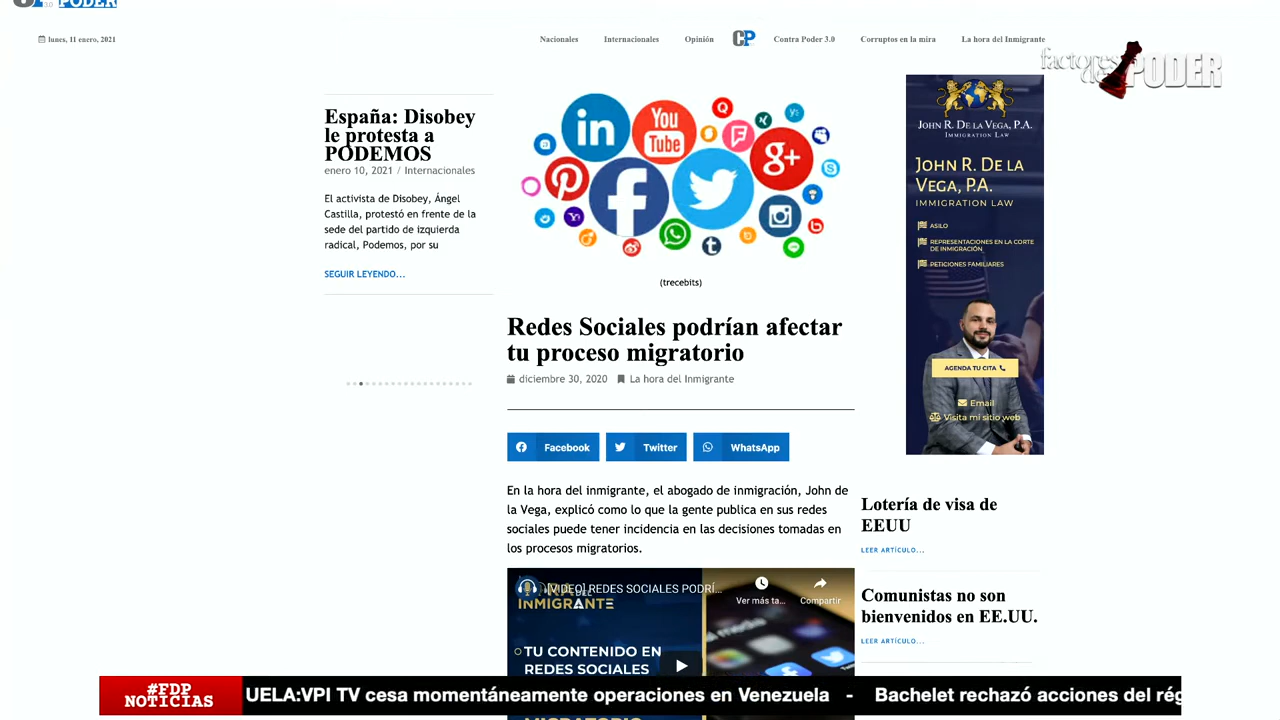 PODER
lunes, 11 enero, 2021
Nacionales
Internacionales
Opinión
CP
Contra Poder 3.0
Corruptos en la mira
La hora del Inmigrante
factores de PODER
España: Disobey
le protesta a
PODEMOS
enero 10, 2021 / Internacionales
El activista de Disobey, Ángel
Castilla, protestó en frente de la
sede del partido de izquierda
radical, Podemos, por su
SEGUIR LEYENDO...
in
You
Tube
g+
(trecebits)
Redes Sociales podrían afectar
tu proceso migratorio
diciembre 30, 2020
La hora del Inmigrante
Facebook
Twitter
WhatsApp
En la hora del inmigrante, el abogado de inmigración, John de
la Vega, explicó como lo que la gente publica en sus redes
sociales puede tener incidencia en las decisiones tomadas en
los procesos migratorios.
[VIDEO] REDES SOCIALES PODRÍ...
Ver más ta...
Compartir
INMIGRANTE
TU CONTENIDO EN
REDES SOCIALES
JOHN R. DE LA VEGA, P.A.
IMMIGRATION LAW
JOHN R. DE LA
VEGA, P.A.
IMMIGRATION LAW
ASILO
REPRESENTACIONES EN LA CORTE
DE INMIGRACIÓN
PETICIONES FAMILIARES
AGENDA TU CITA
Email
Visita mi sitio web
Lotería de visa de
EEUU
LEER ARTÍCULO...
Comunistas no son
bienvenidos en EE.UU.
LEER ARTÍCULO...
#FDP
NOTICIAS
UELA:VPI TV cesa momentáneamente operaciones en Venezuela - Bachelet rechazó acciones del rég